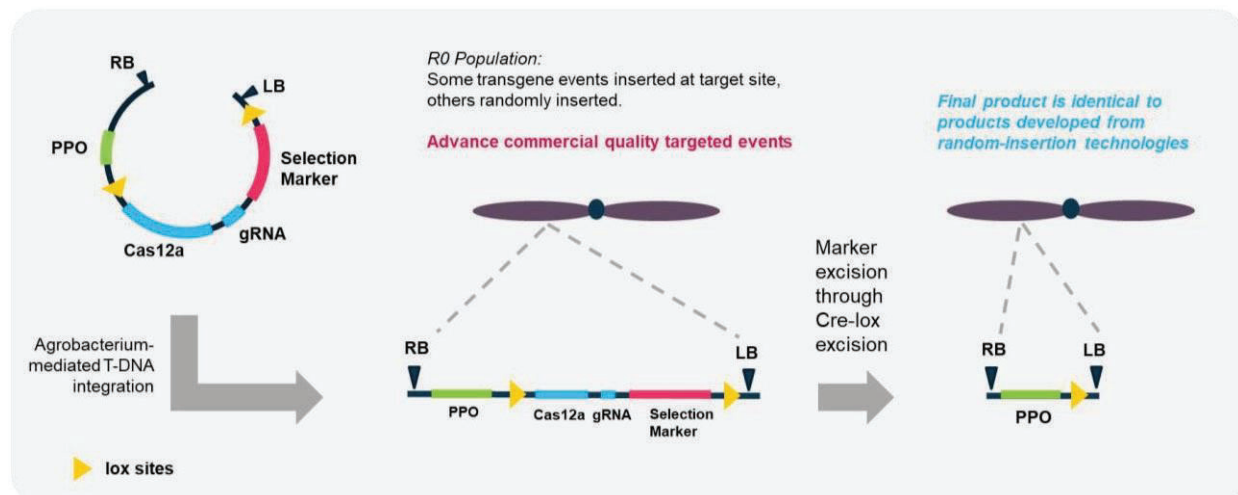 RB
LB
PPO
Selection
Marker
gRNA
Cas12a
Agrobacterium-
mediated T-DNA
integration
lox sites
R0 Population:
Some transgene events inserted at target site,
others randomly inserted.
Advance commercial quality targeted events
RB
LB
PPO
Cas12a gRNA Selection
Marker
Marker
excision
through
Cre-lox
excision
Final product is identical to
products developed from
random-insertion technologies
RB
LB
PPO